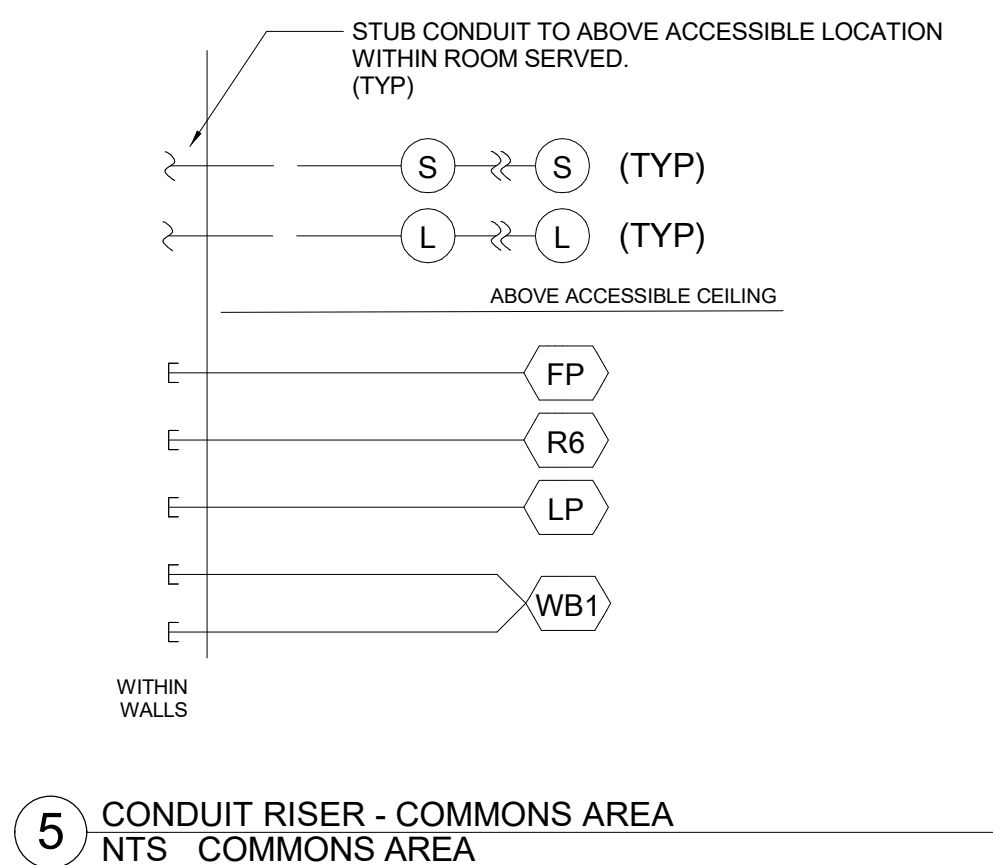 STUB CONDUIT TO ABOVE ACCESSIBLE LOCATION
WITHIN ROOM SERVED.
(TYP)
S S (TYP)
L L (TYP)
ABOVE ACCESSIBLE CEILING
FP
R6
LP
WB1
WITHIN
WALLS
5 CONDUIT RISER - COMMONS AREA
NTS COMMONS AREA